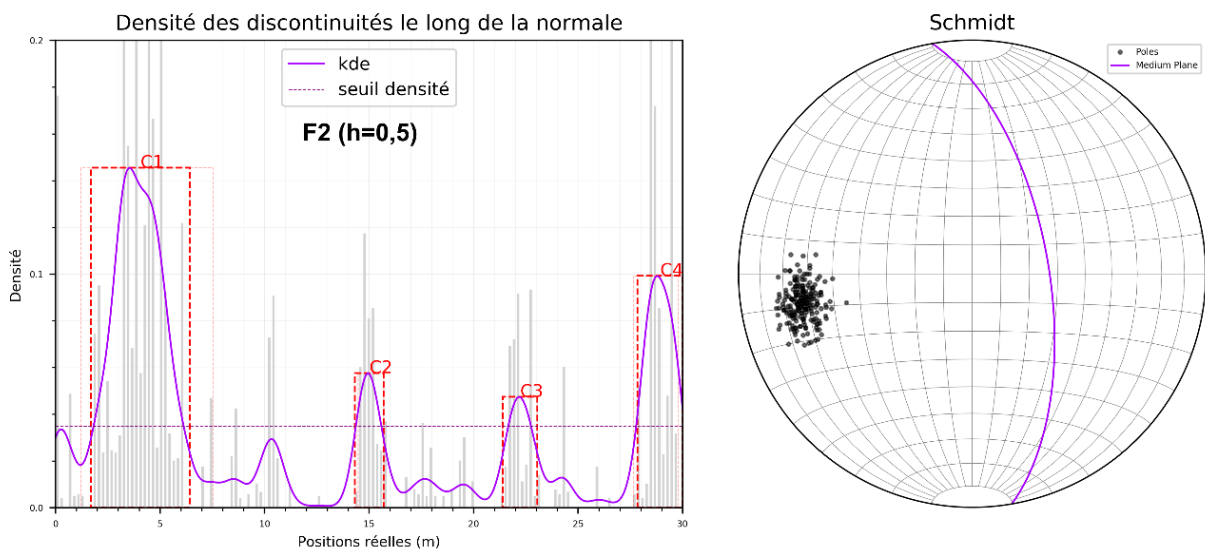 Densité des discontinuités le long de la normale
kde
seuil densité
F2 (h=0,5)
C1
C2
C3
C4
0.2
0.1
0.0
Densité
0
5
10
15
20
25
30
Positions réelles (m)
Schmidt
Poles
Medium Plane